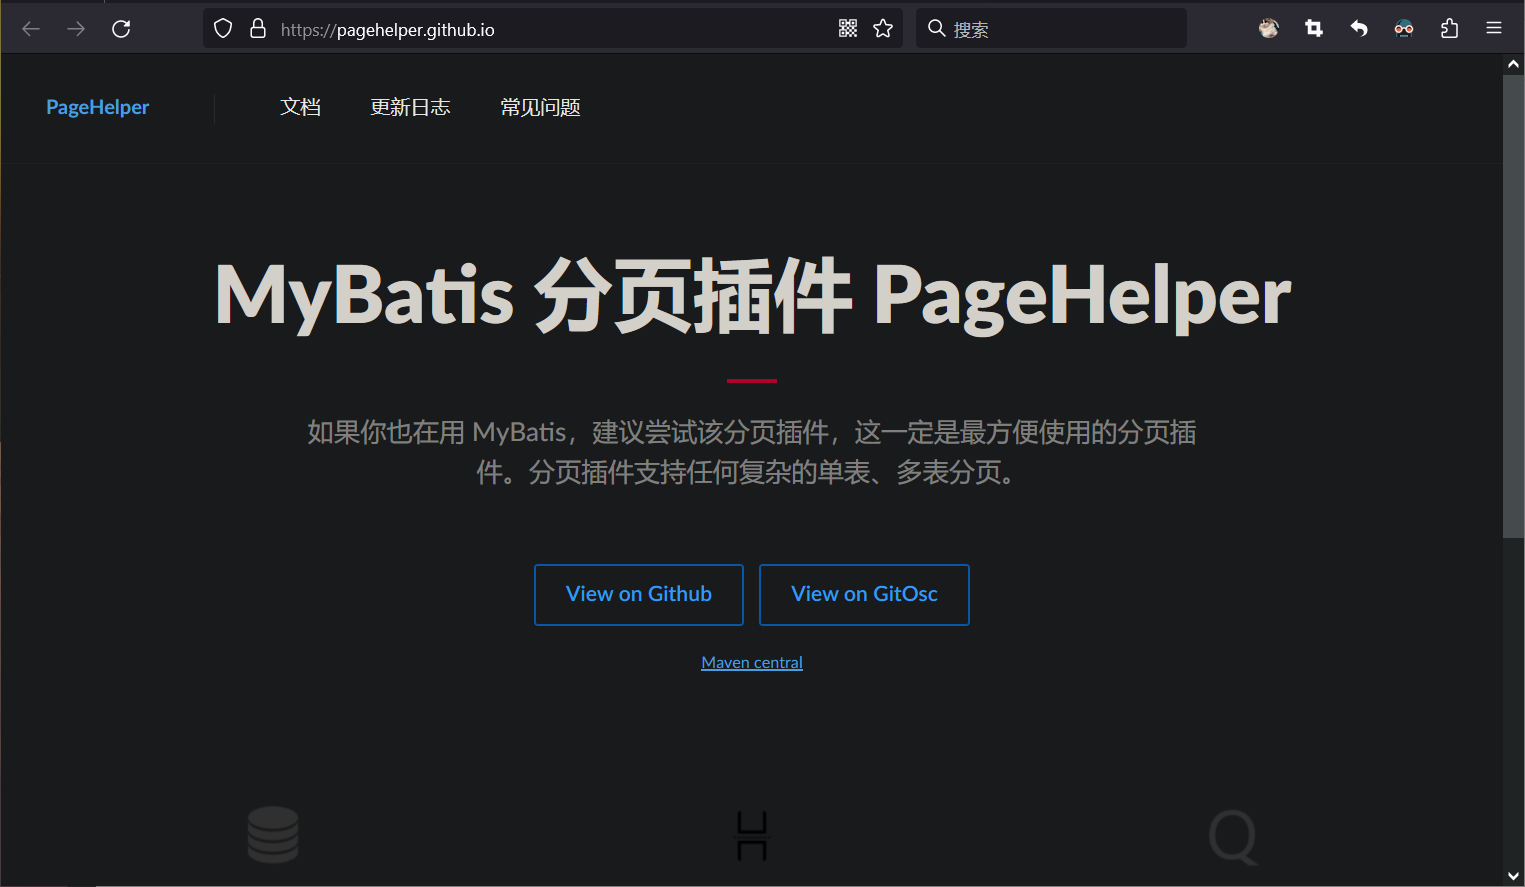 https://pagehelper.github.io
搜索
PageHelper
文档
更新日志
常见问题
MyBatis 分页插件 PageHelper
如果你也在用 MyBatis，建议尝试该分页插件，这一定是最方便使用的分页插
件。分页插件支持任何复杂的单表、多表分页。
View on Github
View on GitOsc
Maven central